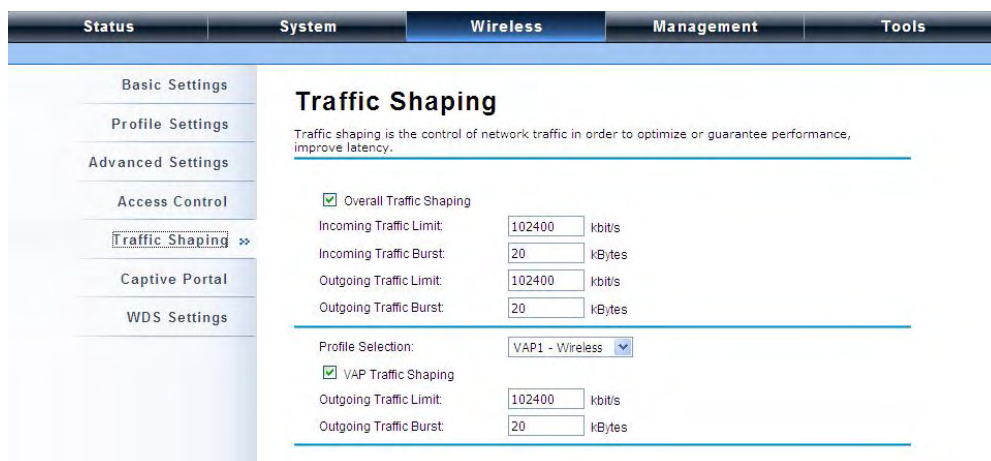 Status System Wireless Management Tools
Basic Settings
Profile Settings
Advanced Settings
Access Control
Traffic Shaping »
Captive Portal
WDS Settings
Traffic Shaping
Traffic shaping is the control of network traffic in order to optimize or guarantee performance,
improve latency.
Overall Traffic Shaping
Incoming Traffic Limit: 102400 kbit/s
Incoming Traffic Burst: 20 kBytes
Outgoing Traffic Limit: 102400 kbit/s
Outgoing Traffic Burst: 20 kBytes
Profile Selection: VAP1 - Wireless
VAP Traffic Shaping
Outgoing Traffic Limit: 102400 kbit/s
Outgoing Traffic Burst: 20 kBytes